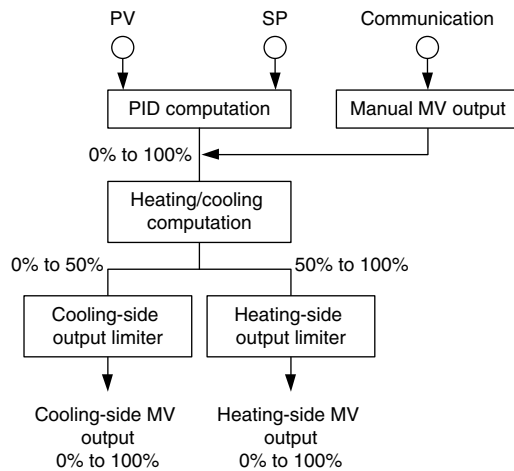 PV
SP
Communication
PID computation
Manual MV output
0% to 100%
Heating/cooling
computation
0% to 50%
50% to 100%
Cooling-side
output limiter
Heating-side
output limiter
Cooling-side MV
output
0% to 100%
Heating-side MV
output
0% to 100%